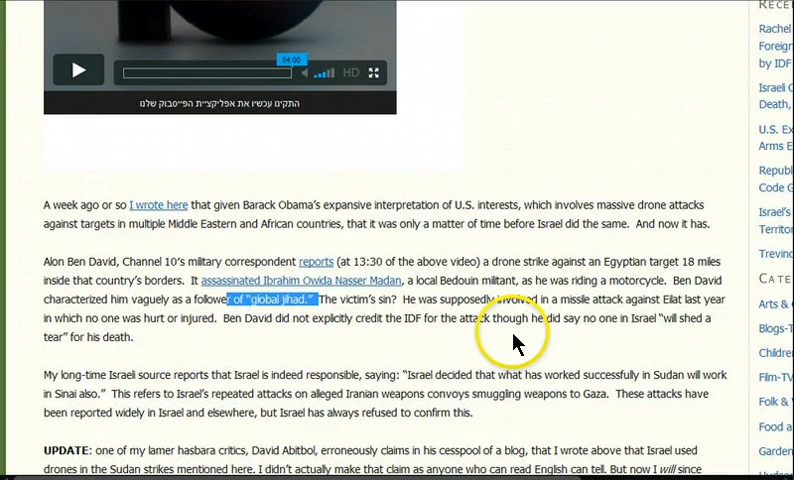 RECE
Rachel
Foreign
by IDF
54:00
HD
התקינו עכשיו את אפליקציית הפייסבוק שלנו
Israeli C
Death,
U.S. Ex
Arms E
Republ
Code G
Israel's
Territor
Trevino
CATE
Arts &
Blogs-T
Children
Film-TV
Folk &
Food a
Garden
A week ago or so I wrote here that given Barack Obama's expansive interpretation of U.S. interests, which involves massive drone attacks
against targets in multiple Middle Eastern and African countries, that it was only a matter of time before Israel did the same.  And now it has.
Alon Ben David, Channel 10's military correspondent reports (at 13:30 of the above video) a drone strike against an Egyptian target 18 miles
inside that country's borders.  It assassinated Ibrahim Owida Nasser Madan, a local Bedouin militant, as he was riding a motorcycle.  Ben David
characterized him vaguely as a follower of "global jihad."  The victim's sin?  He was supposedly involved in a missile attack against Eilat last year
in which no one was hurt or injured.  Ben David did not explicitly credit the IDF for the attack though he did say no one in Israel "will shed a
tear" for his death.
My long-time Israeli source reports that Israel is indeed responsible, saying: "Israel decided that what has worked successfully in Sudan will work
in Sinai also."  This refers to Israel's repeated attacks on alleged Iranian weapons convoys smuggling weapons to Gaza.  These attacks have
been reported widely in Israel and elsewhere, but Israel has always refused to confirm this.
UPDATE: one of my lamer hasbara critics, David Abitbol, erroneously claims in his cesspool of a blog, that I wrote above that Israel used
drones in the Sudan strikes mentioned here. I didn't actually make that claim as anyone who can read English can tell. But now I will since